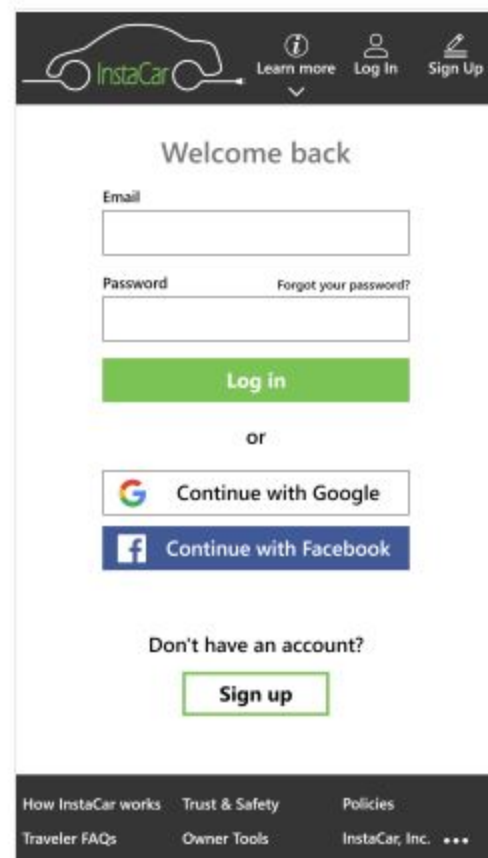 InstaCar
Learn more Log In Sign Up
Welcome back
Email
Password Forgot your password?
Log in
or
Continue with Google
Continue with Facebook
Don't have an account?
Sign up
How InstaCar works Trust & Safety Policies
Traveler FAQs Owner Tools InstaCar, Inc. •••